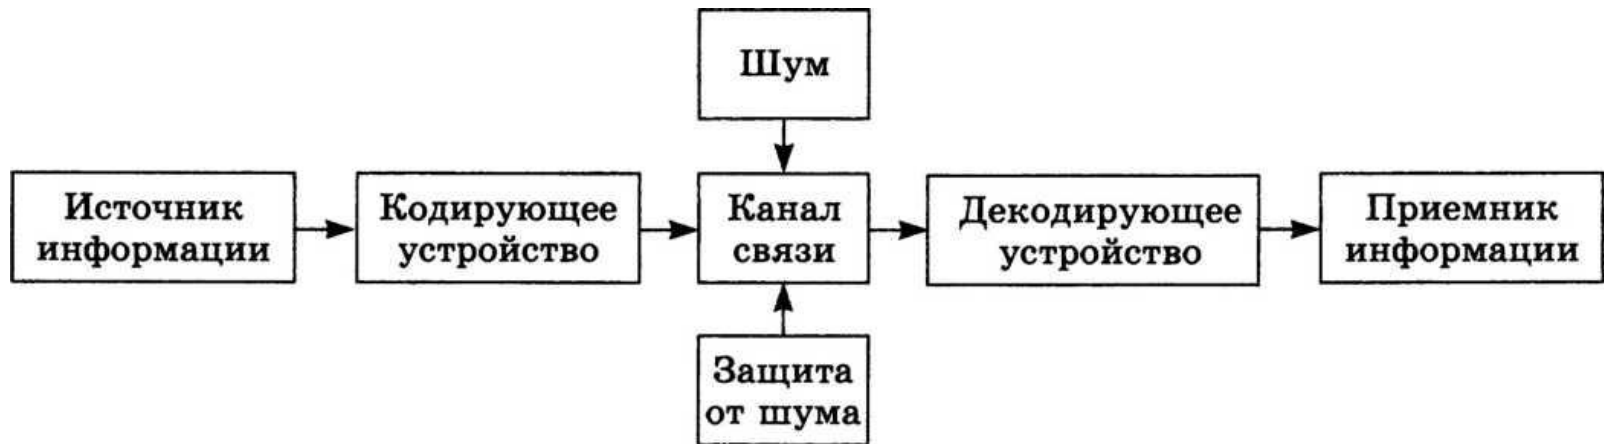 Шум
Источник
информации
Кодирующее
устройство
Канал
связи
Декодирующее
устройство
Приемник
информации
Защита
от шума